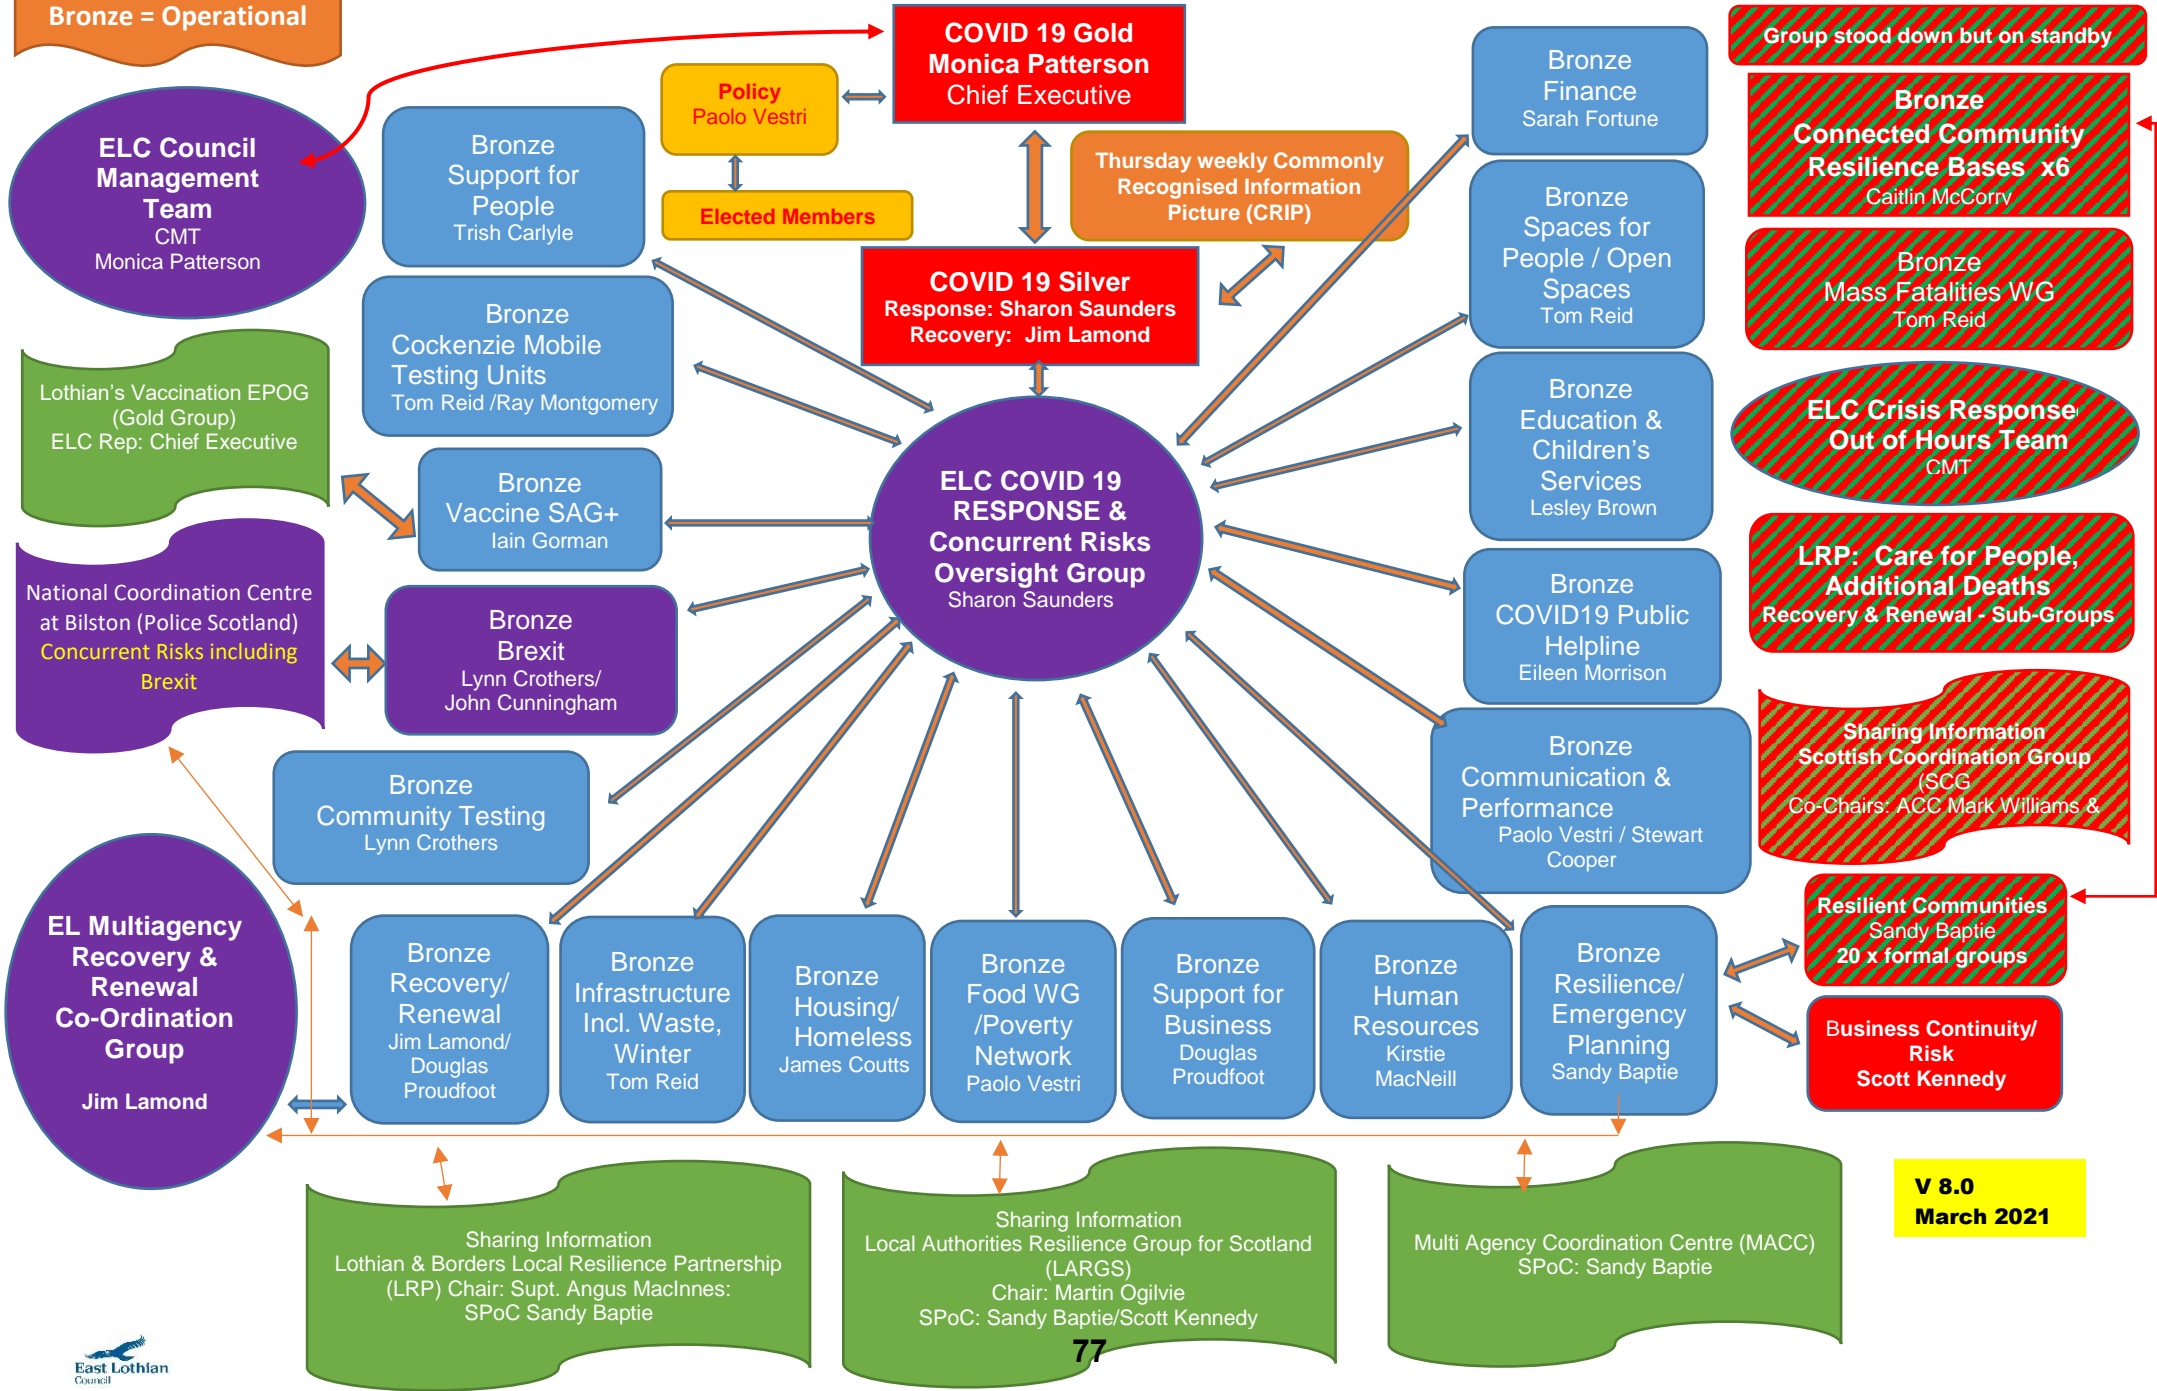 Bronze = Operational
COVID 19 Gold
Monica Patterson
Chief Executive
Policy
Paolo Vestri
Elected Members
Thursday weekly Commonly
Recognised Information
Picture (CRIP)
COVID 19 Silver
Response: Sharon Saunders
Recovery:  Jim Lamond
ELC Council
Management
Team
CMT
Monica Patterson
Bronze
Support for
People
Trish Carlyle
Bronze
Cockenzie Mobile
Testing Units
Tom Reid /Ray Montgomery
Lothian's Vaccination EPOG
(Gold Group)
ELC Rep: Chief Executive
Bronze
Vaccine SAG+
Iain Gorman
National Coordination Centre
at Bilston (Police Scotland)
Concurrent Risks including
Brexit
Bronze
Brexit
Lynn Crothers/
John Cunningham
ELC COVID 19
RESPONSE &
Concurrent Risks
Oversight Group
Sharon Saunders
Bronze
Community Testing
Lynn Crothers
EL Multiagency
Recovery &
Renewal
Co-Ordination
Group
Jim Lamond
Bronze
Finance
Sarah Fortune
Bronze
Spaces for
People / Open
Spaces
Tom Reid
Bronze
Education &
Children's
Services
Lesley Brown
Bronze
COVID19 Public
Helpline
Eileen Morrison
Bronze
Communication &
Performance
Paolo Vestri / Stewart
Cooper
Group stood down but on standby
Bronze
Connected Community
Resilience Bases  x6
Caitlin McCorry
Bronze
Mass Fatalities WG
Tom Reid
ELC Crisis Response
Out of Hours Team
CMT
LRP:  Care for People,
Additional Deaths
Recovery & Renewal - Sub-Groups
Sharing Information
Scottish Coordination Group
(SCG
Co-Chairs: ACC Mark Williams &
Resilient Communities
Sandy Baptie
20 x formal groups
Business Continuity/
Risk
Scott Kennedy
Bronze
Recovery/
Renewal
Jim Lamond/
Douglas
Proudfoot
Bronze
Infrastructure
Incl. Waste,
Winter
Tom Reid
Bronze
Housing/
Homeless
James Coutts
Bronze
Food WG
/Poverty
Network
Paolo Vestri
Bronze
Support for
Business
Douglas
Proudfoot
Bronze
Human
Resources
Kirstie
MacNeill
Bronze
Resilience/
Emergency
Planning
Sandy Baptie
Sharing Information
Lothian & Borders Local Resilience Partnership
(LRP) Chair: Supt. Angus MacInnes:
SPoC Sandy Baptie
Sharing Information
Local Authorities Resilience Group for Scotland
(LARGS)
Chair: Martin Ogilvie
SPoC: Sandy Baptie/Scott Kennedy
Multi Agency Coordination Centre (MACC)
SPoC: Sandy Baptie
V 8.0
March 2021
77
East Lothian
Council